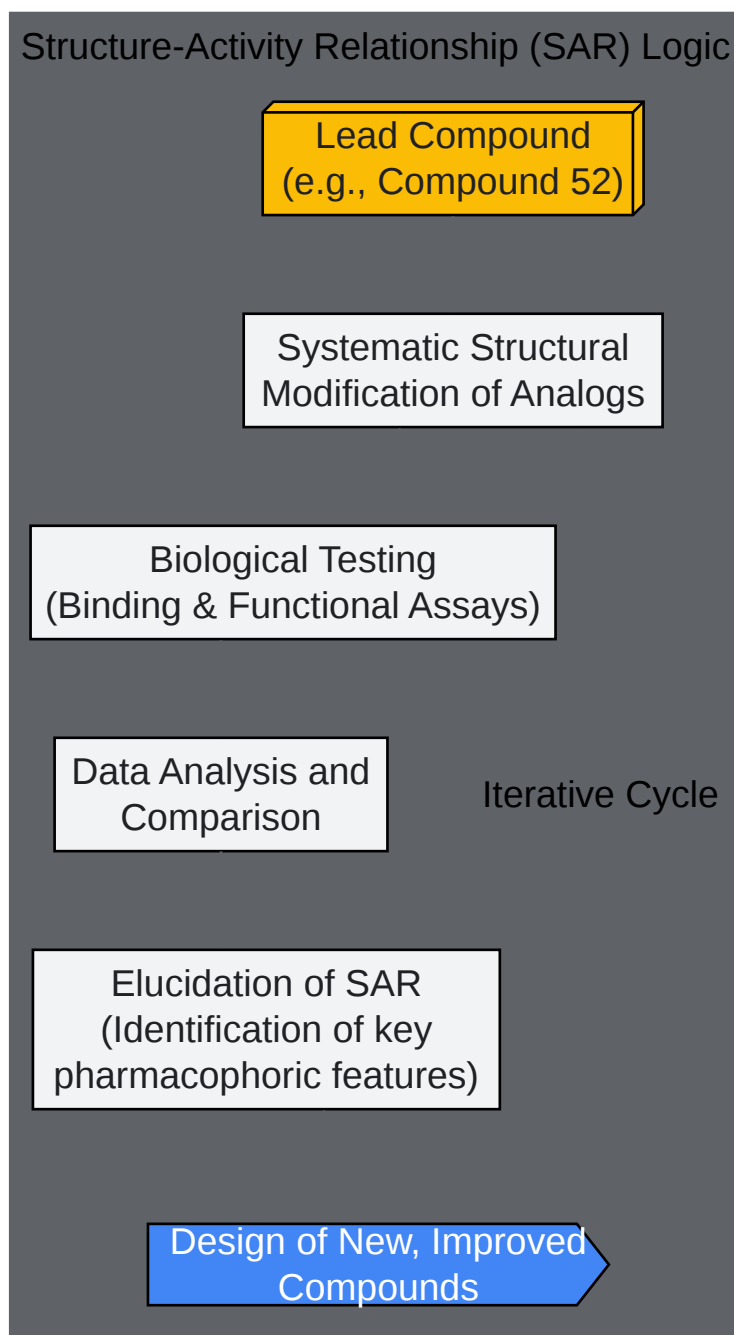 Structure-Activity Relationship (SAR) Logic
Lead Compound
(e.g., Compound 52)
Systematic Structural
Modification of Analogs
Biological Testing
(Binding & Functional Assays)
Data Analysis and
Comparison
Iterative Cycle
Elucidation of SAR
(Identification of key
pharmacophoric features)
Design of New, Improved
Compounds